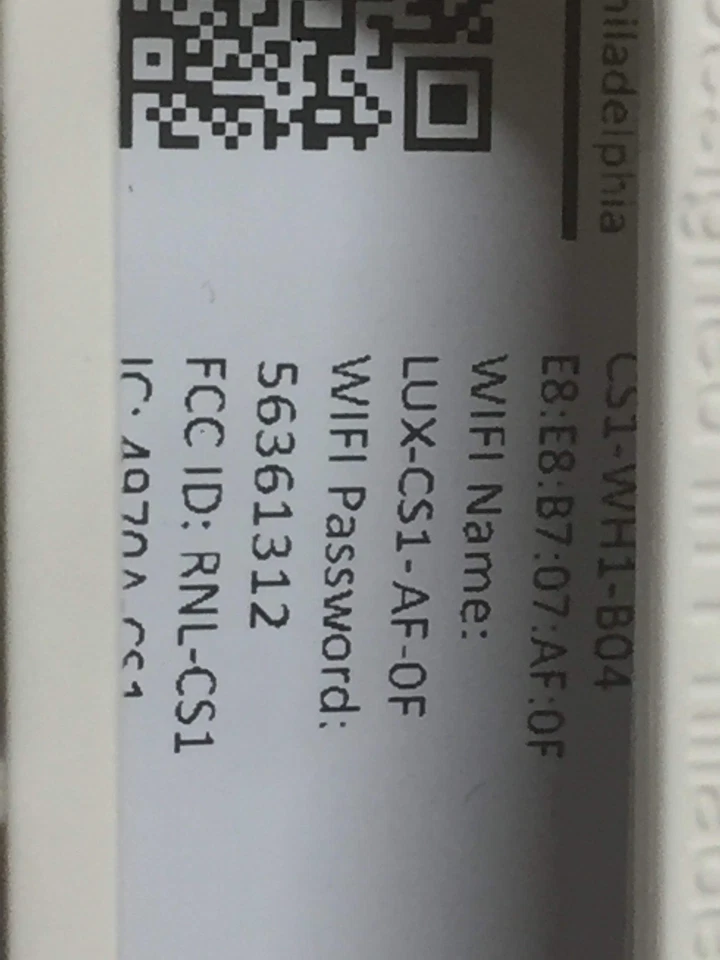 CS1-WH1-B04
E8:E8:B7:07:AF:0F
WIFI Name:
LUX-CS1-AF-0F
WIFI Password:
56361312
FCC ID: RNL-CS1